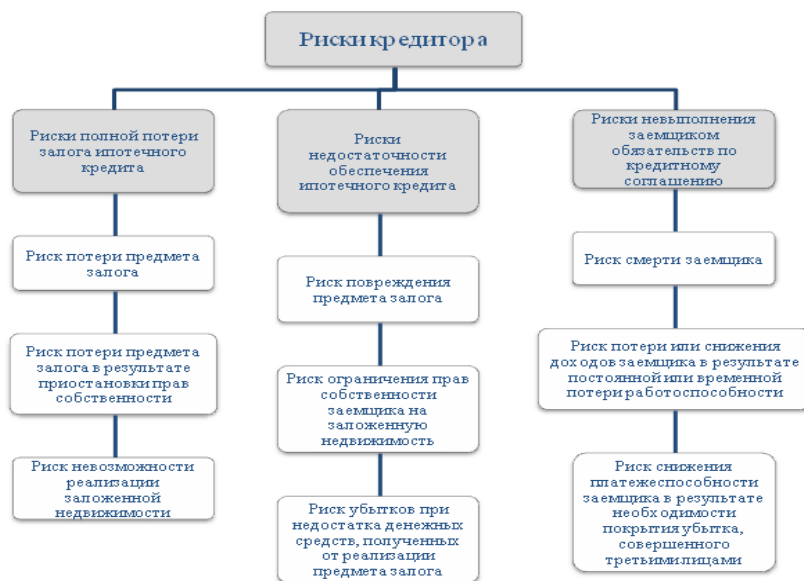 Риски кредитора
Риски полной потери
залога ипотечного
кредита
Риск потери предмета
залога
Риск потери предмета
залога в результате
приостановки прав
собственности
Риск невозможности
реализации
заложенной
недвижимости
Риски
недостаточности
обеспечения
ипотечного кредита
Риск повреждения
предмета залога
Риск ограничения прав
собственности
заемщика на
заложенную
недвижимость
Риск убытков при
недостатка денежных
средств, полученных
от реализации
предмета залога
Риски невыполнения
заемщиком
обязательств по
кредитному
соглашению
Риск смерти заемщика
Риск потери или снижения
доходов заемщика в результате
постоянной или временной
потери работоспособности
Риск снижения
платежеспособности
заемщика в результате
необходимости
покрытия убытка,
совершенного
третьими лицами